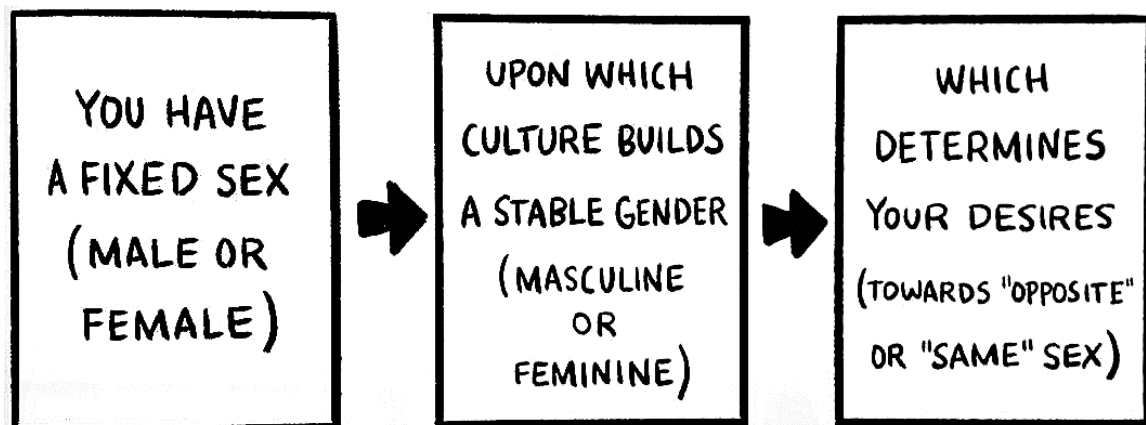 YOU HAVE
A FIXED SEX
(MALE OR
FEMALE)
UPON WHICH
CULTURE BUILDS
A STABLE GENDER
(MASCULINE
OR
FEMININE)
WHICH
DETERMINES
YOUR DESIRES
(TOWARDS "OPPOSITE"
OR "SAME" SEX)